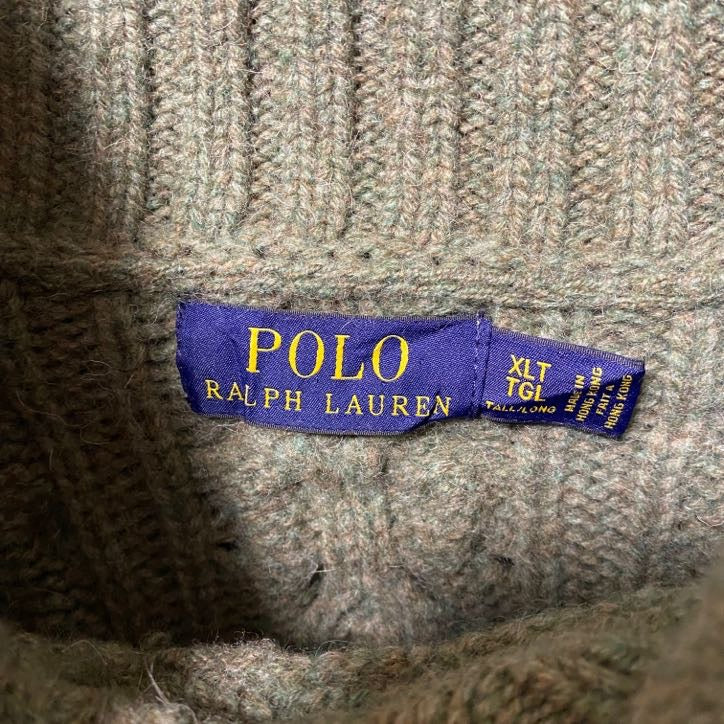 POLO
RALPH LAUREN
XLT
TGL
TALL/LONG
MADE IN
HONG KONG
FAIT A
HONG KONG